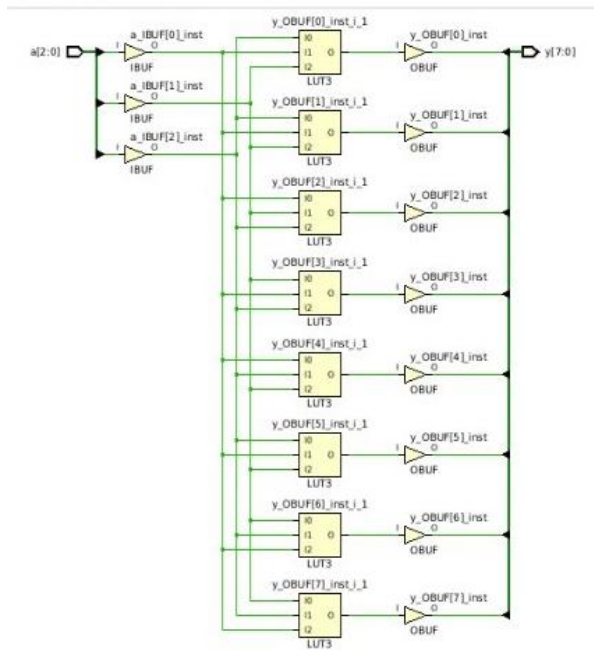 a[2:0]
a_IBUF[0]_inst
I
O
IBUF
a_IBUF[1]_inst
I
O
IBUF
a_IBUF[2]_inst
I
O
IBUF
y_OBUF[0]_inst_i_1
I0
I1
O
I2
LUT3
y_OBUF[0]_inst
I
O
OBUF
y[7:0]
y_OBUF[1]_inst_i_1
I0
I1
O
I2
LUT3
y_OBUF[1]_inst
I
O
OBUF
y_OBUF[2]_inst_i_1
I0
I1
O
I2
LUT3
y_OBUF[2]_inst
I
O
OBUF
y_OBUF[3]_inst_i_1
I0
I1
O
I2
LUT3
y_OBUF[3]_inst
I
O
OBUF
y_OBUF[4]_inst_i_1
I0
I1
O
I2
LUT3
y_OBUF[4]_inst
I
O
OBUF
y_OBUF[5]_inst_i_1
I0
I1
O
I2
LUT3
y_OBUF[5]_inst
I
O
OBUF
y_OBUF[6]_inst_i_1
I0
I1
O
I2
LUT3
y_OBUF[6]_inst
I
O
OBUF
y_OBUF[7]_inst_i_1
I0
I1
O
I2
LUT3
y_OBUF[7]_inst
I
O
OBUF